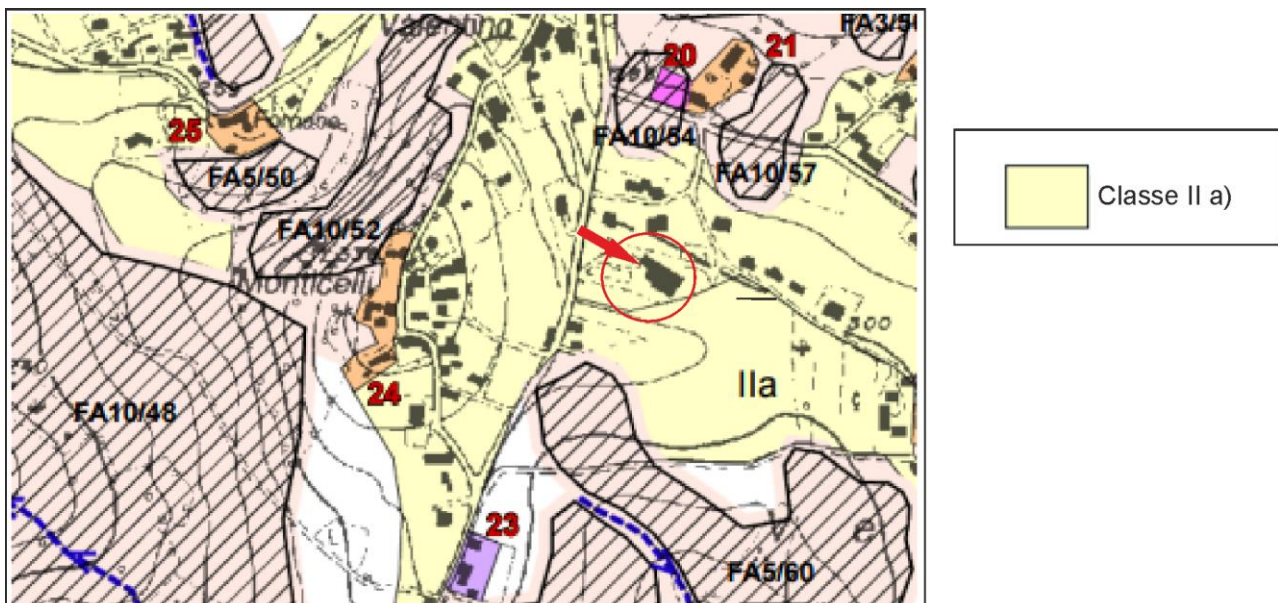 Valentino
FA3/5
20
21
25
FA10/54
FA5/50
FA10/57
FA10/52
Monticelli
300
IIa
24
FA10/48
23
FA5/60
Classe II a)